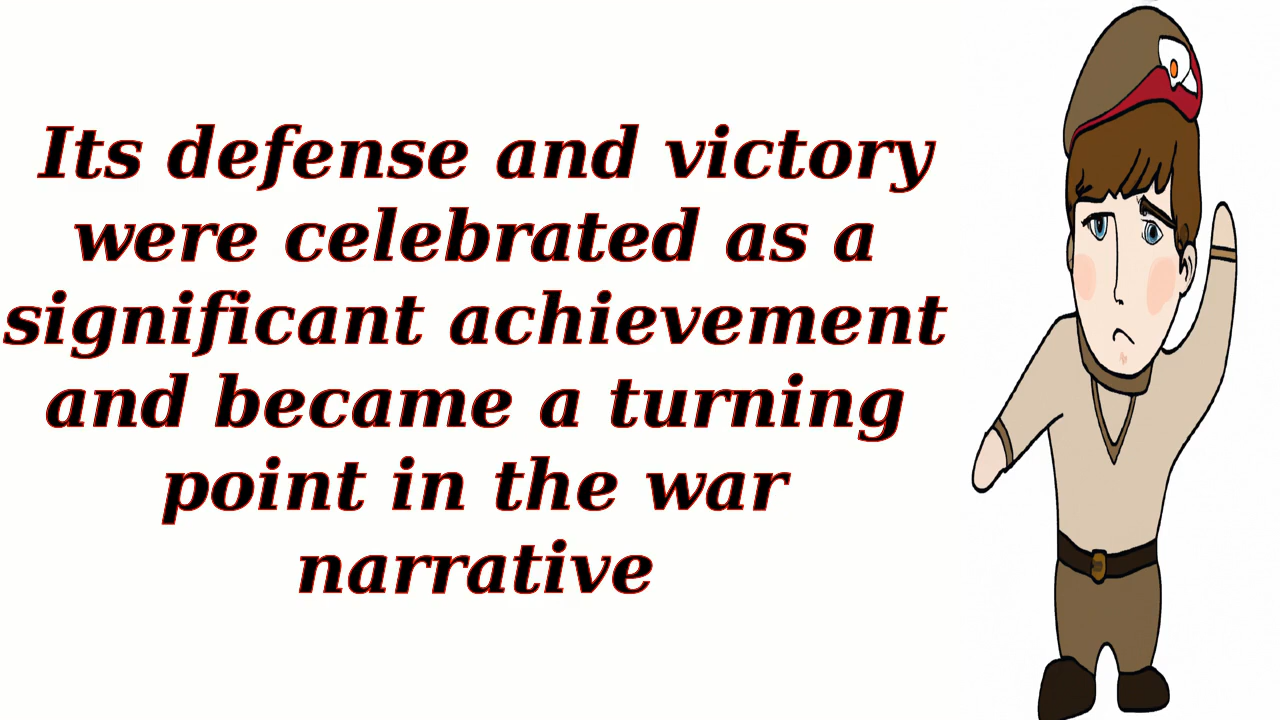 Its defense and victory
were celebrated as a
significant achievement
and became a turning
point in the war
narrative